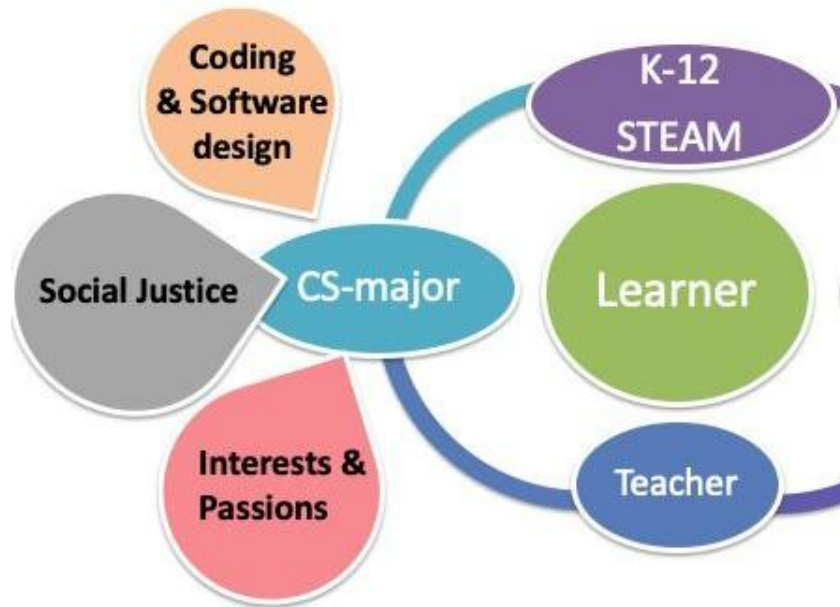 Coding
& Software
design
K-12
STEAM
Social Justice
CS-major
Learner
Interests &
Passions
Teacher